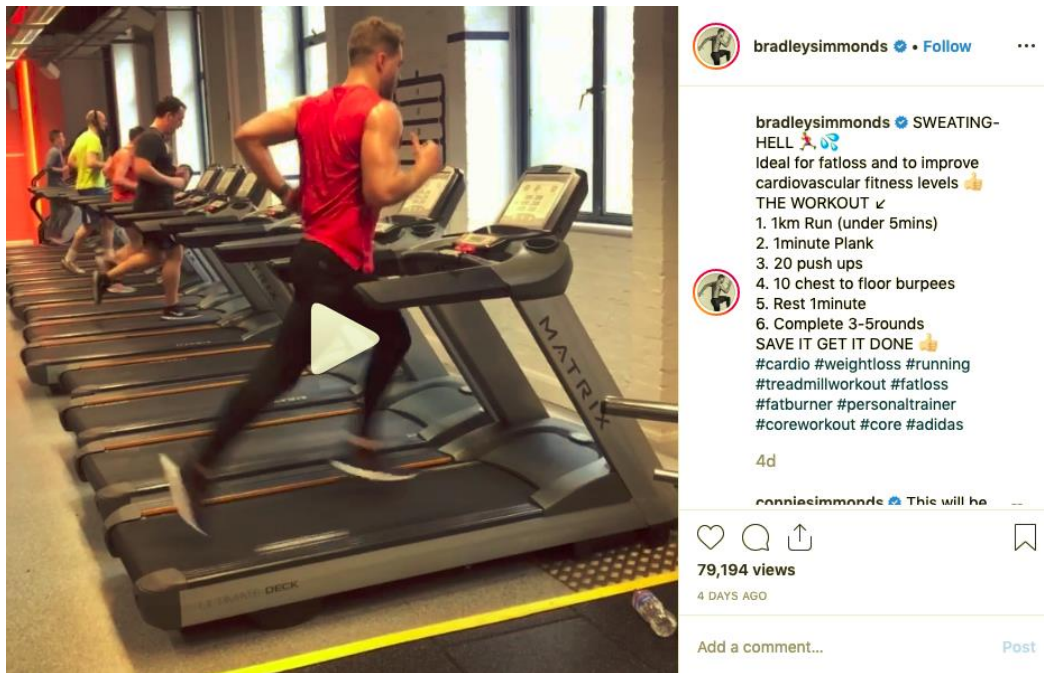 bradleysimmonds • Follow
bradleysimmonds SWEATING-
HELL 🏃💦
Ideal for fatloss and to improve
cardiovascular fitness levels 👍
THE WORKOUT ↙
1. 1km Run (under 5mins)
2. 1minute Plank
3. 20 push ups
4. 10 chest to floor burpees
5. Rest 1minute
6. Complete 3-5rounds
SAVE IT GET IT DONE 👍
#cardio #weightloss #running
#treadmillworkout #fatloss
#fatburner #personaltrainer
#coreworkout #core #adidas
4d
conniesimmonds This will be
79,194 views
4 DAYS AGO
Add a comment... Post
MATRIX
ULTIMATE DECK